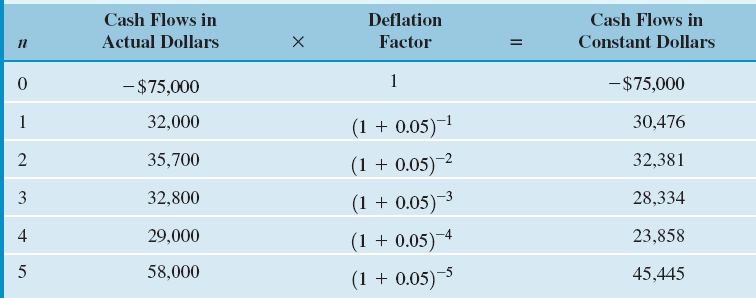 Cash Flows in Deflation Cash Flows in
n Actual Dollars × Factor = Constant Dollars
0 −$75,000 1 −$75,000
1 32,000 (1 + 0.05)⁻¹ 30,476
2 35,700 (1 + 0.05)⁻² 32,381
3 32,800 (1 + 0.05)⁻³ 28,334
4 29,000 (1 + 0.05)⁻⁴ 23,858
5 58,000 (1 + 0.05)⁻⁵ 45,445